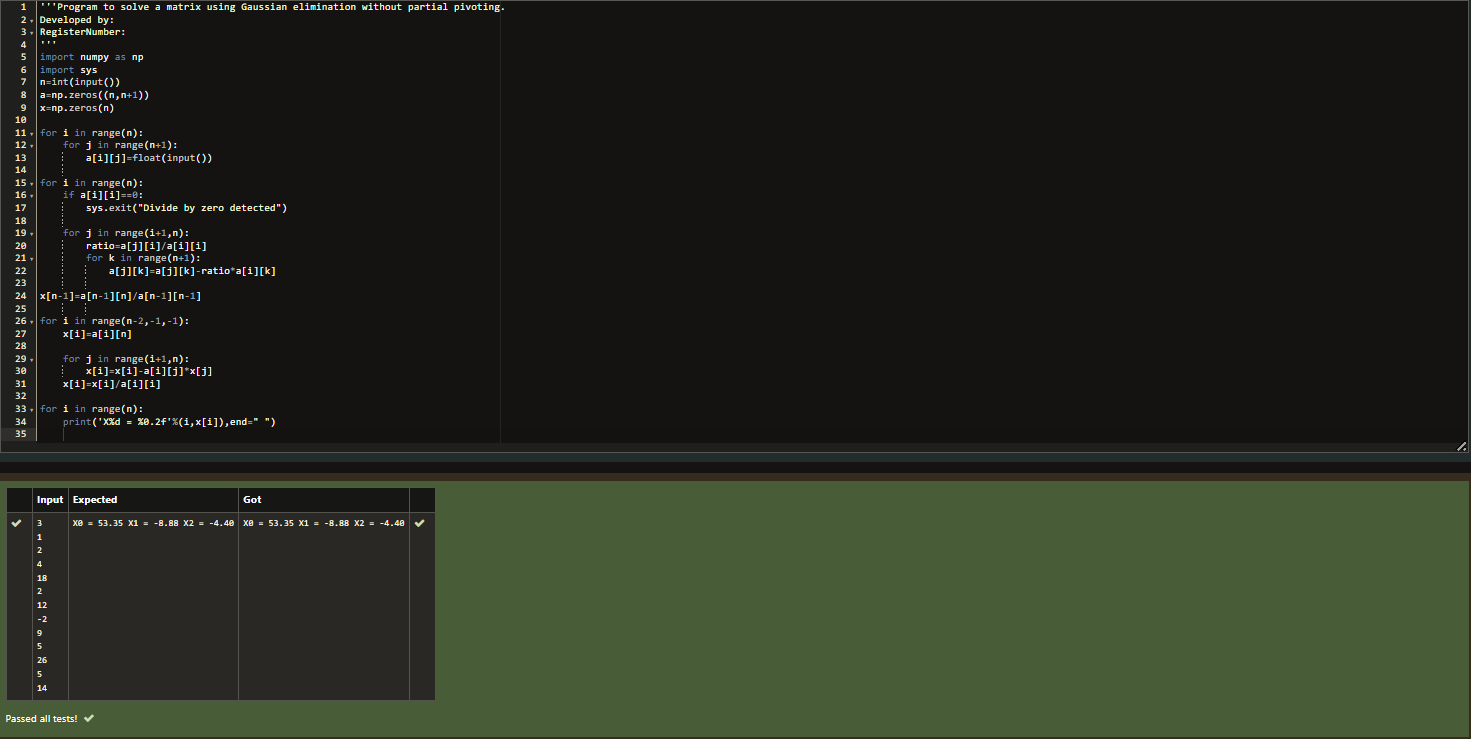 1 '''Program to solve a matrix using Gaussian elimination without partial pivoting.
2 Developed by:
3 RegisterNumber:
4 '''
5 import numpy as np
6 import sys
7 n=int(input())
8 a=np.zeros((n,n+1))
9 x=np.zeros(n)
10
11 for i in range(n):
12     for j in range(n+1):
13         a[i][j]=float(input())
14
15 for i in range(n):
16     if a[i][i]==0:
17         sys.exit("Divide by zero detected")
18
19     for j in range(i+1,n):
20         ratio=a[j][i]/a[i][i]
21         for k in range(n+1):
22             a[j][k]=a[j][k]-ratio*a[i][k]
23
24 x[n-1]=a[n-1][n]/a[n-1][n-1]
25
26 for i in range(n-2,-1,-1):
27     x[i]=a[i][n]
28
29     for j in range(i+1,n):
30         x[i]=x[i]-a[i][j]*x[j]
31     x[i]=x[i]/a[i][i]
32
33 for i in range(n):
34     print('X%d = %0.2f'%(i,x[i]),end=" ")
35
Input Expected Got
3 X0 = 53.35 X1 = -8.88 X2 = -4.40 X0 = 53.35 X1 = -8.88 X2 = -4.40
1
2
4
18
2
12
-2
9
5
26
5
14
Passed all tests!